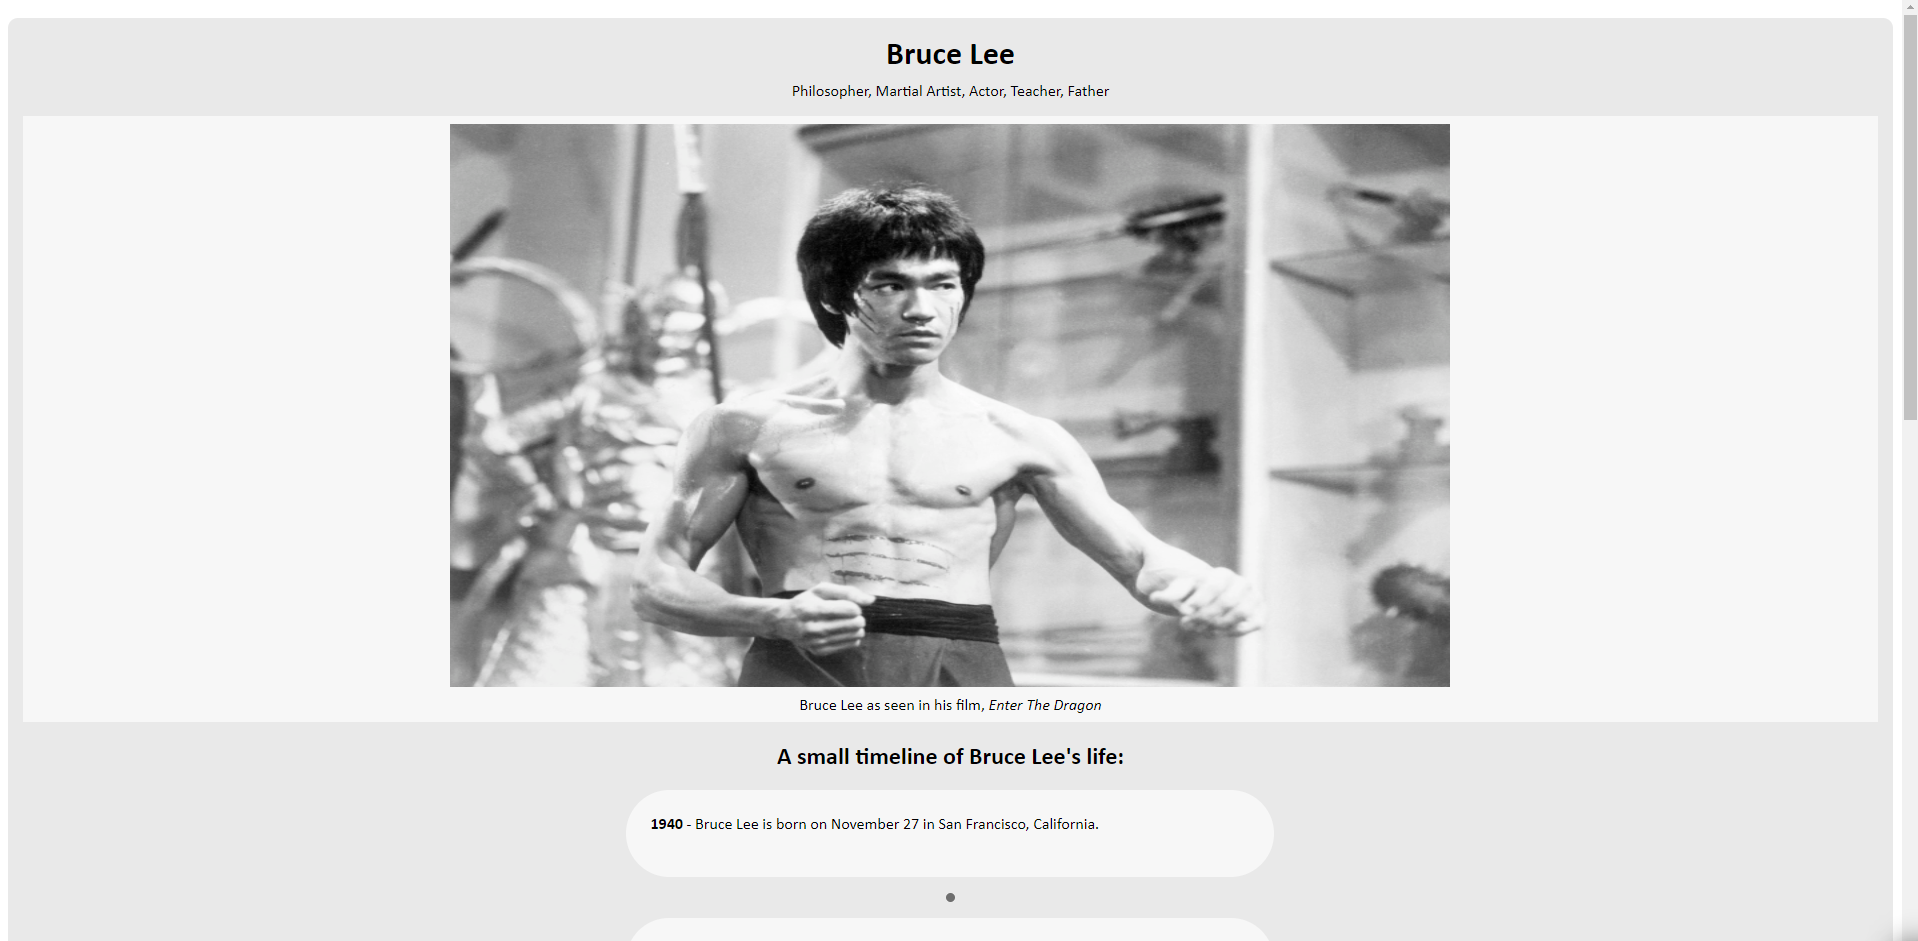 Bruce Lee
Philosopher, Martial Artist, Actor, Teacher, Father
Bruce Lee as seen in his film, Enter The Dragon
A small timeline of Bruce Lee's life:
1940 - Bruce Lee is born on November 27 in San Francisco, California.